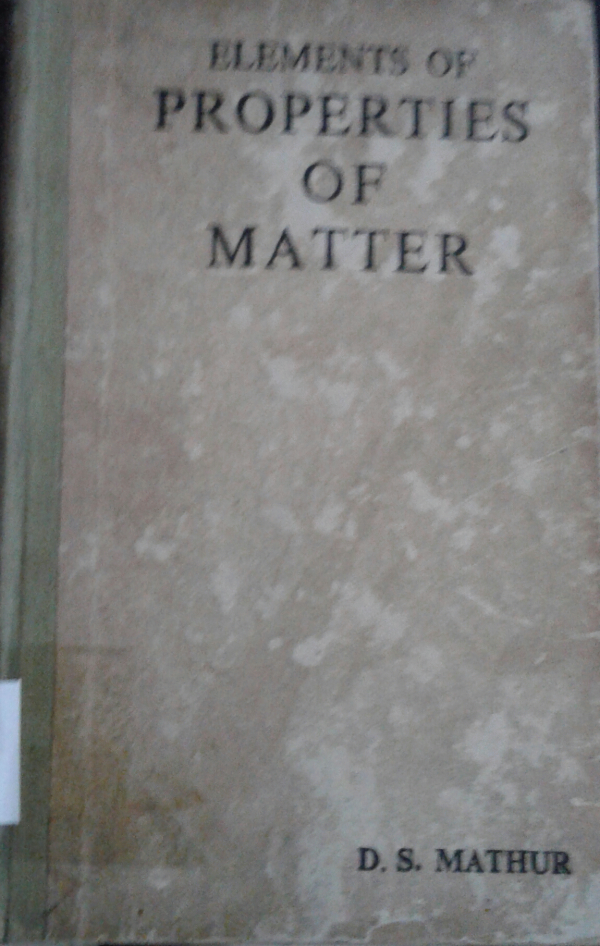 ELEMENTS OF
PROPERTIES
OF
MATTER
D. S. MATHUR